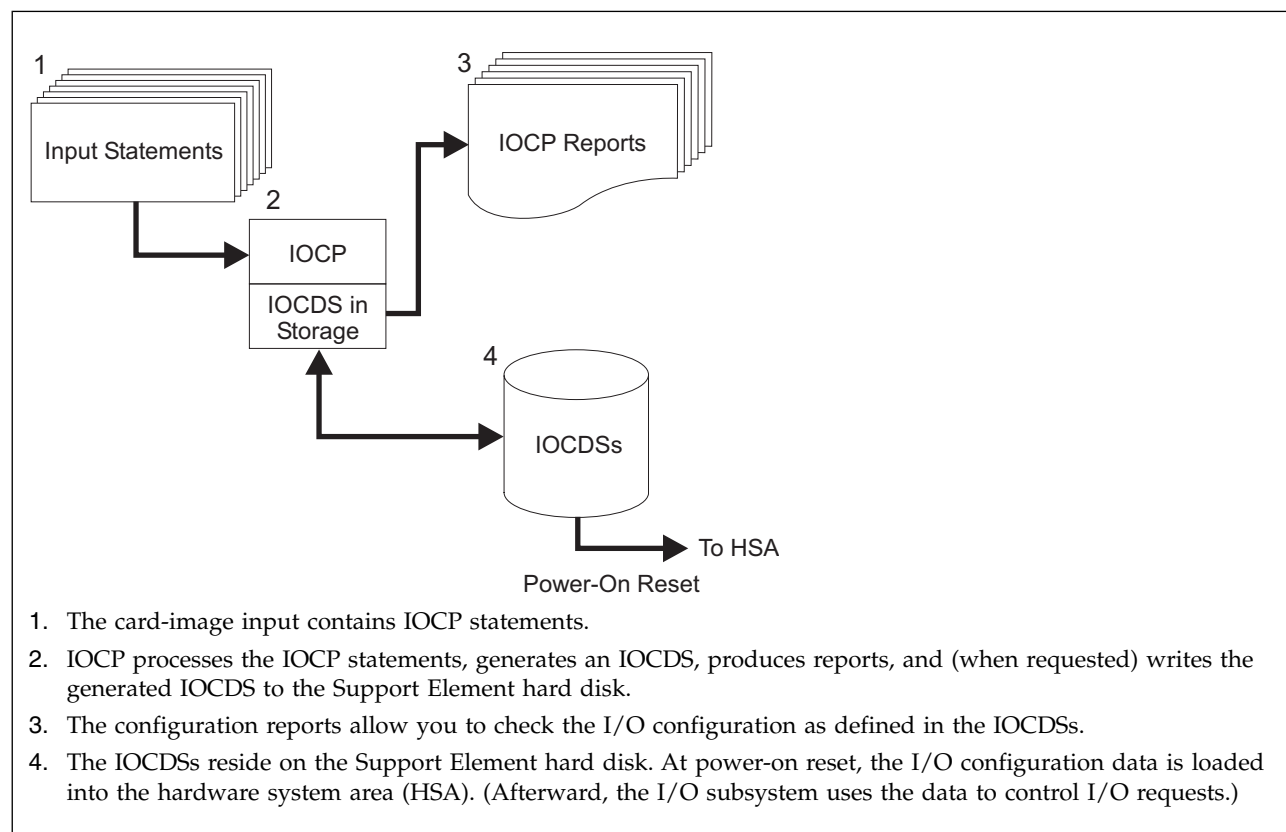 1
3
Input Statements
IOCP Reports
2
IOCP
IOCDS in
Storage
4
IOCDSs
To HSA
Power-On Reset
1. The card-image input contains IOCP statements.
2. IOCP processes the IOCP statements, generates an IOCDS, produces reports, and (when requested) writes the
generated IOCDS to the Support Element hard disk.
3. The configuration reports allow you to check the I/O configuration as defined in the IOCDSs.
4. The IOCDSs reside on the Support Element hard disk. At power-on reset, the I/O configuration data is loaded
into the hardware system area (HSA). (Afterward, the I/O subsystem uses the data to control I/O requests.)